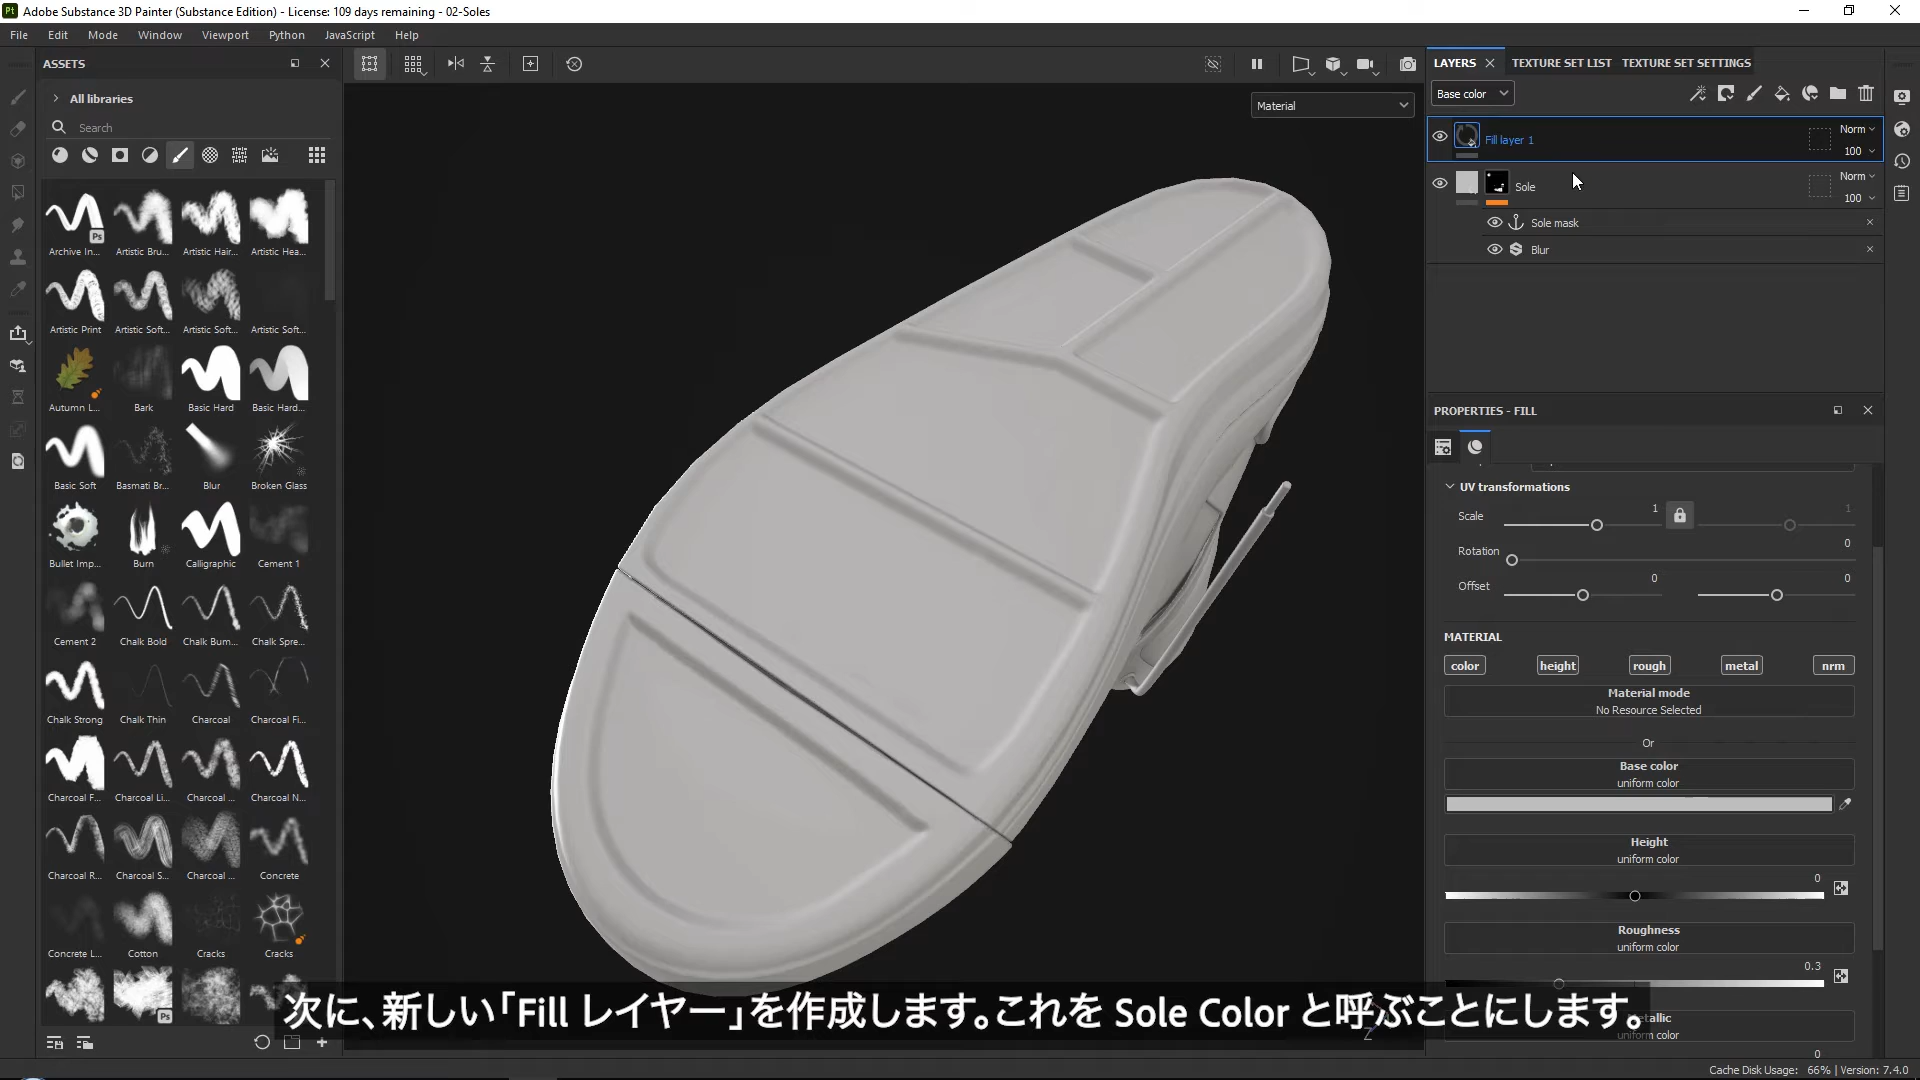 Adobe Substance 3D Painter (Substance Edition) - License: 109 days remaining - 02-Soles
File Edit Mode Window Viewport Python JavaScript Help
ASSETS
All libraries
Search
Archive In... Artistic Bru... Artistic Hair... Artistic Hea...
Artistic Print Artistic Soft... Artistic Soft... Artistic Soft...
Autumn L... Bark Basic Hard Basic Hard...
Basic Soft Basmati Br... Blur Broken Glass
Bullet Imp... Burn Calligraphic Cement 1
Cement 2 Chalk Bold Chalk Bum... Chalk Spre...
Chalk Strong Chalk Thin Charcoal Charcoal Fi...
Charcoal F... Charcoal Li... Charcoal ... Charcoal N...
Charcoal R... Charcoal S... Charcoal ... Concrete
Concrete L... Cotton Cracks Cracks
Material
LAYERS TEXTURE SET LIST TEXTURE SET SETTINGS
Base color
Fill layer 1 Norm
100
Sole Norm
100
Sole mask
Blur
PROPERTIES - FILL
UV transformations
Scale 1 1
Rotation 0
Offset 0 0
MATERIAL
color height rough metal nrm
Material mode
No Resource Selected
Or
Base color
uniform color
Height
uniform color
0
Roughness
uniform color
0.3
uniform color
0
次に、新しい「Fill レイヤー」を作成します。これを Sole Color と呼ぶことにします。
Z
Cache Disk Usage: 66% | Version: 7.4.0